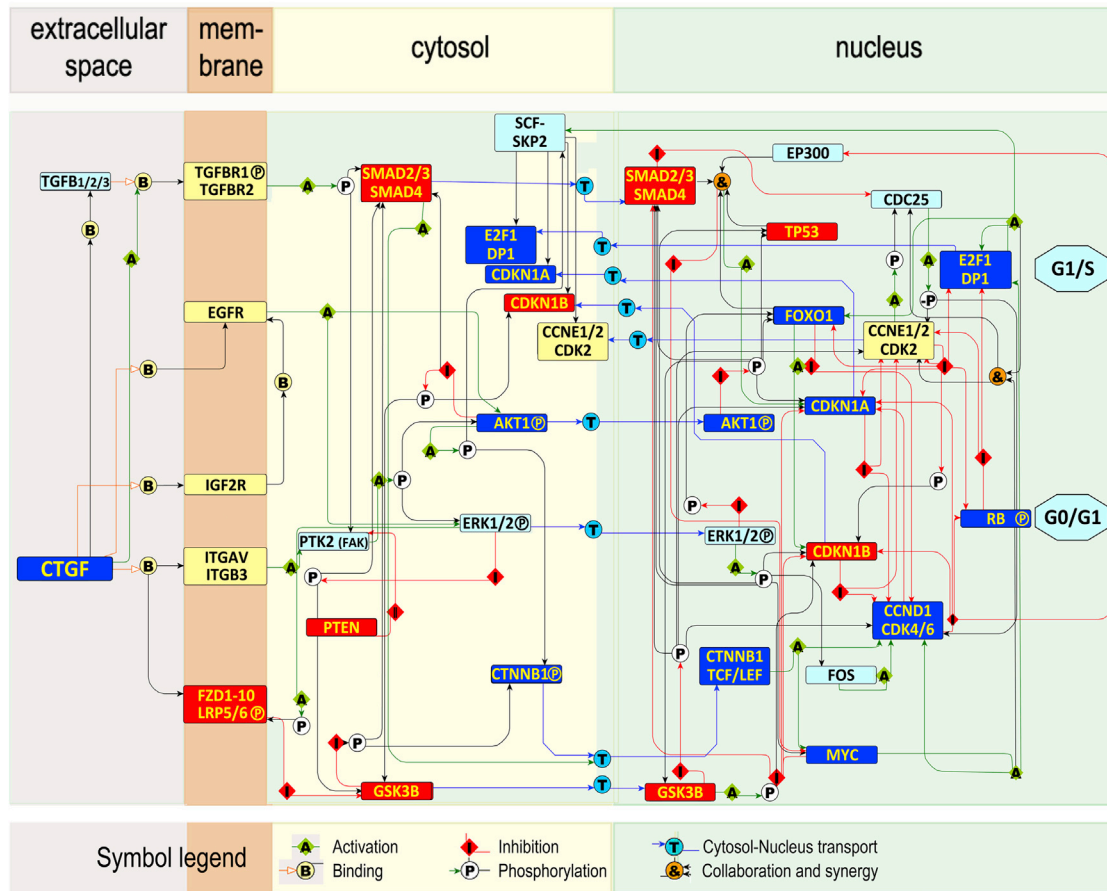 extracellular
space
mem-
brane
cytosol
nucleus
SCF-
SKP2
EP300
TGFB1/2/3
B
TGFBR1 P
TGFBR2
A
P
SMAD2/3
SMAD4
T
SMAD2/3
SMAD4
I
&
CDC25
B
A
A
E2F1
DP1
T
TP53
A
A
E2F1
DP1
G1/S
CDKN1A
T
I
P
EGFR
A
CDKN1B
T
FOXO1
A
-P
CCNE1/2
CDK2
T
CCNE1/2
CDK2
B
B
P
I
I
P
A
I
I
&
CDKN1A
AKT1 P
T
AKT1 P
A
P
I
I
B
IGF2R
A
P
P
I
P
ERK1/2 P
T
ERK1/2 P
RB P
G0/G1
PTK2 (FAK)
CDKN1B
CTGF
B
ITGAV
ITGB3
A
P
I
A
P
I
I
PTEN
I
CCND1
CDK4/6
P
CTNNB1 P
CTNNB1
TCF/LEF
A
FOS
A
FZD1-10
LRP5/6 P
A
P
I
P
T
MYC
I
GSK3B
T
GSK3B
I
A
P
I
A
Symbol legend
A Activation
I Inhibition
T Cytosol-Nucleus transport
B Binding
P Phosphorylation
& Collaboration and synergy